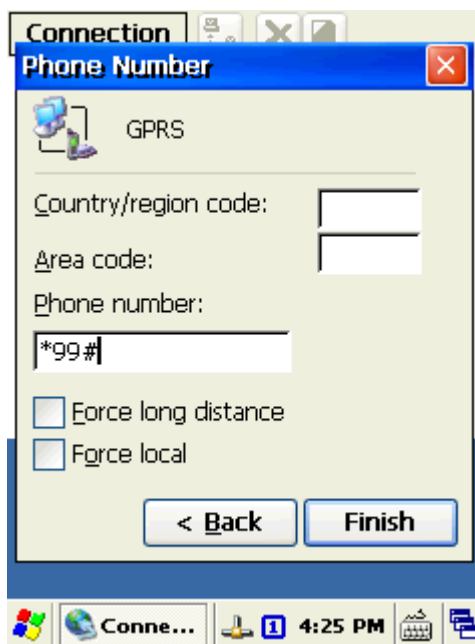 Connection
Phone Number
GPRS
Country/region code:
Area code:
Phone number:
*99#
Force long distance
Force local
< Back
Finish
Conne...
1
4:25 PM